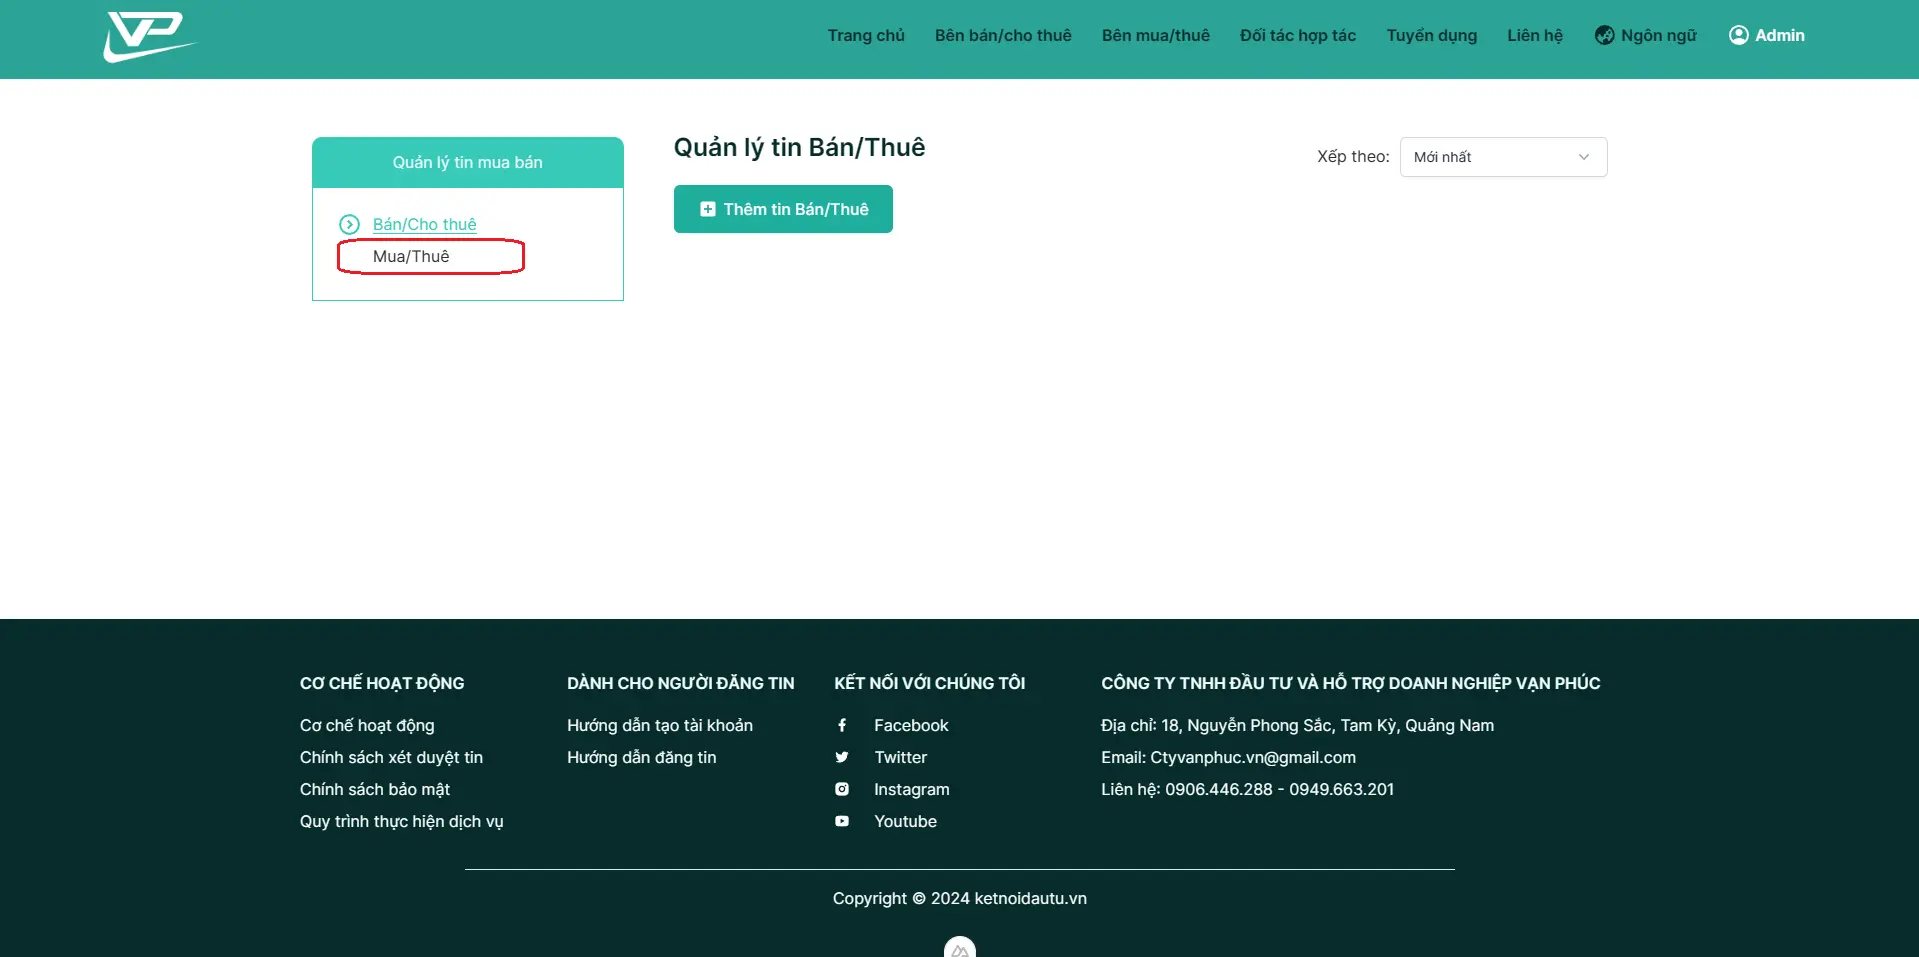 VP
Trang chủ
Bên bán/cho thuê
Bên mua/thuê
Đối tác hợp tác
Tuyển dụng
Liên hệ
Ngôn ngữ
Admin
Quản lý tin mua bán
Bán/Cho thuê
Mua/Thuê
Quản lý tin Bán/Thuê
Thêm tin Bán/Thuê
Xếp theo:
Mới nhất
CƠ CHẾ HOẠT ĐỘNG
Cơ chế hoạt động
Chính sách xét duyệt tin
Chính sách bảo mật
Quy trình thực hiện dịch vụ
DÀNH CHO NGƯỜI ĐĂNG TIN
Hướng dẫn tạo tài khoản
Hướng dẫn đăng tin
KẾT NỐI VỚI CHÚNG TÔI
Facebook
Twitter
Instagram
Youtube
CÔNG TY TNHH ĐẦU TƯ VÀ HỖ TRỢ DOANH NGHIỆP VẠN PHÚC
Địa chỉ: 18, Nguyễn Phong Sắc, Tam Kỳ, Quảng Nam
Email: Ctyvanphuc.vn@gmail.com
Liên hệ: 0906.446.288 - 0949.663.201
Copyright © 2024 ketnoidautu.vn